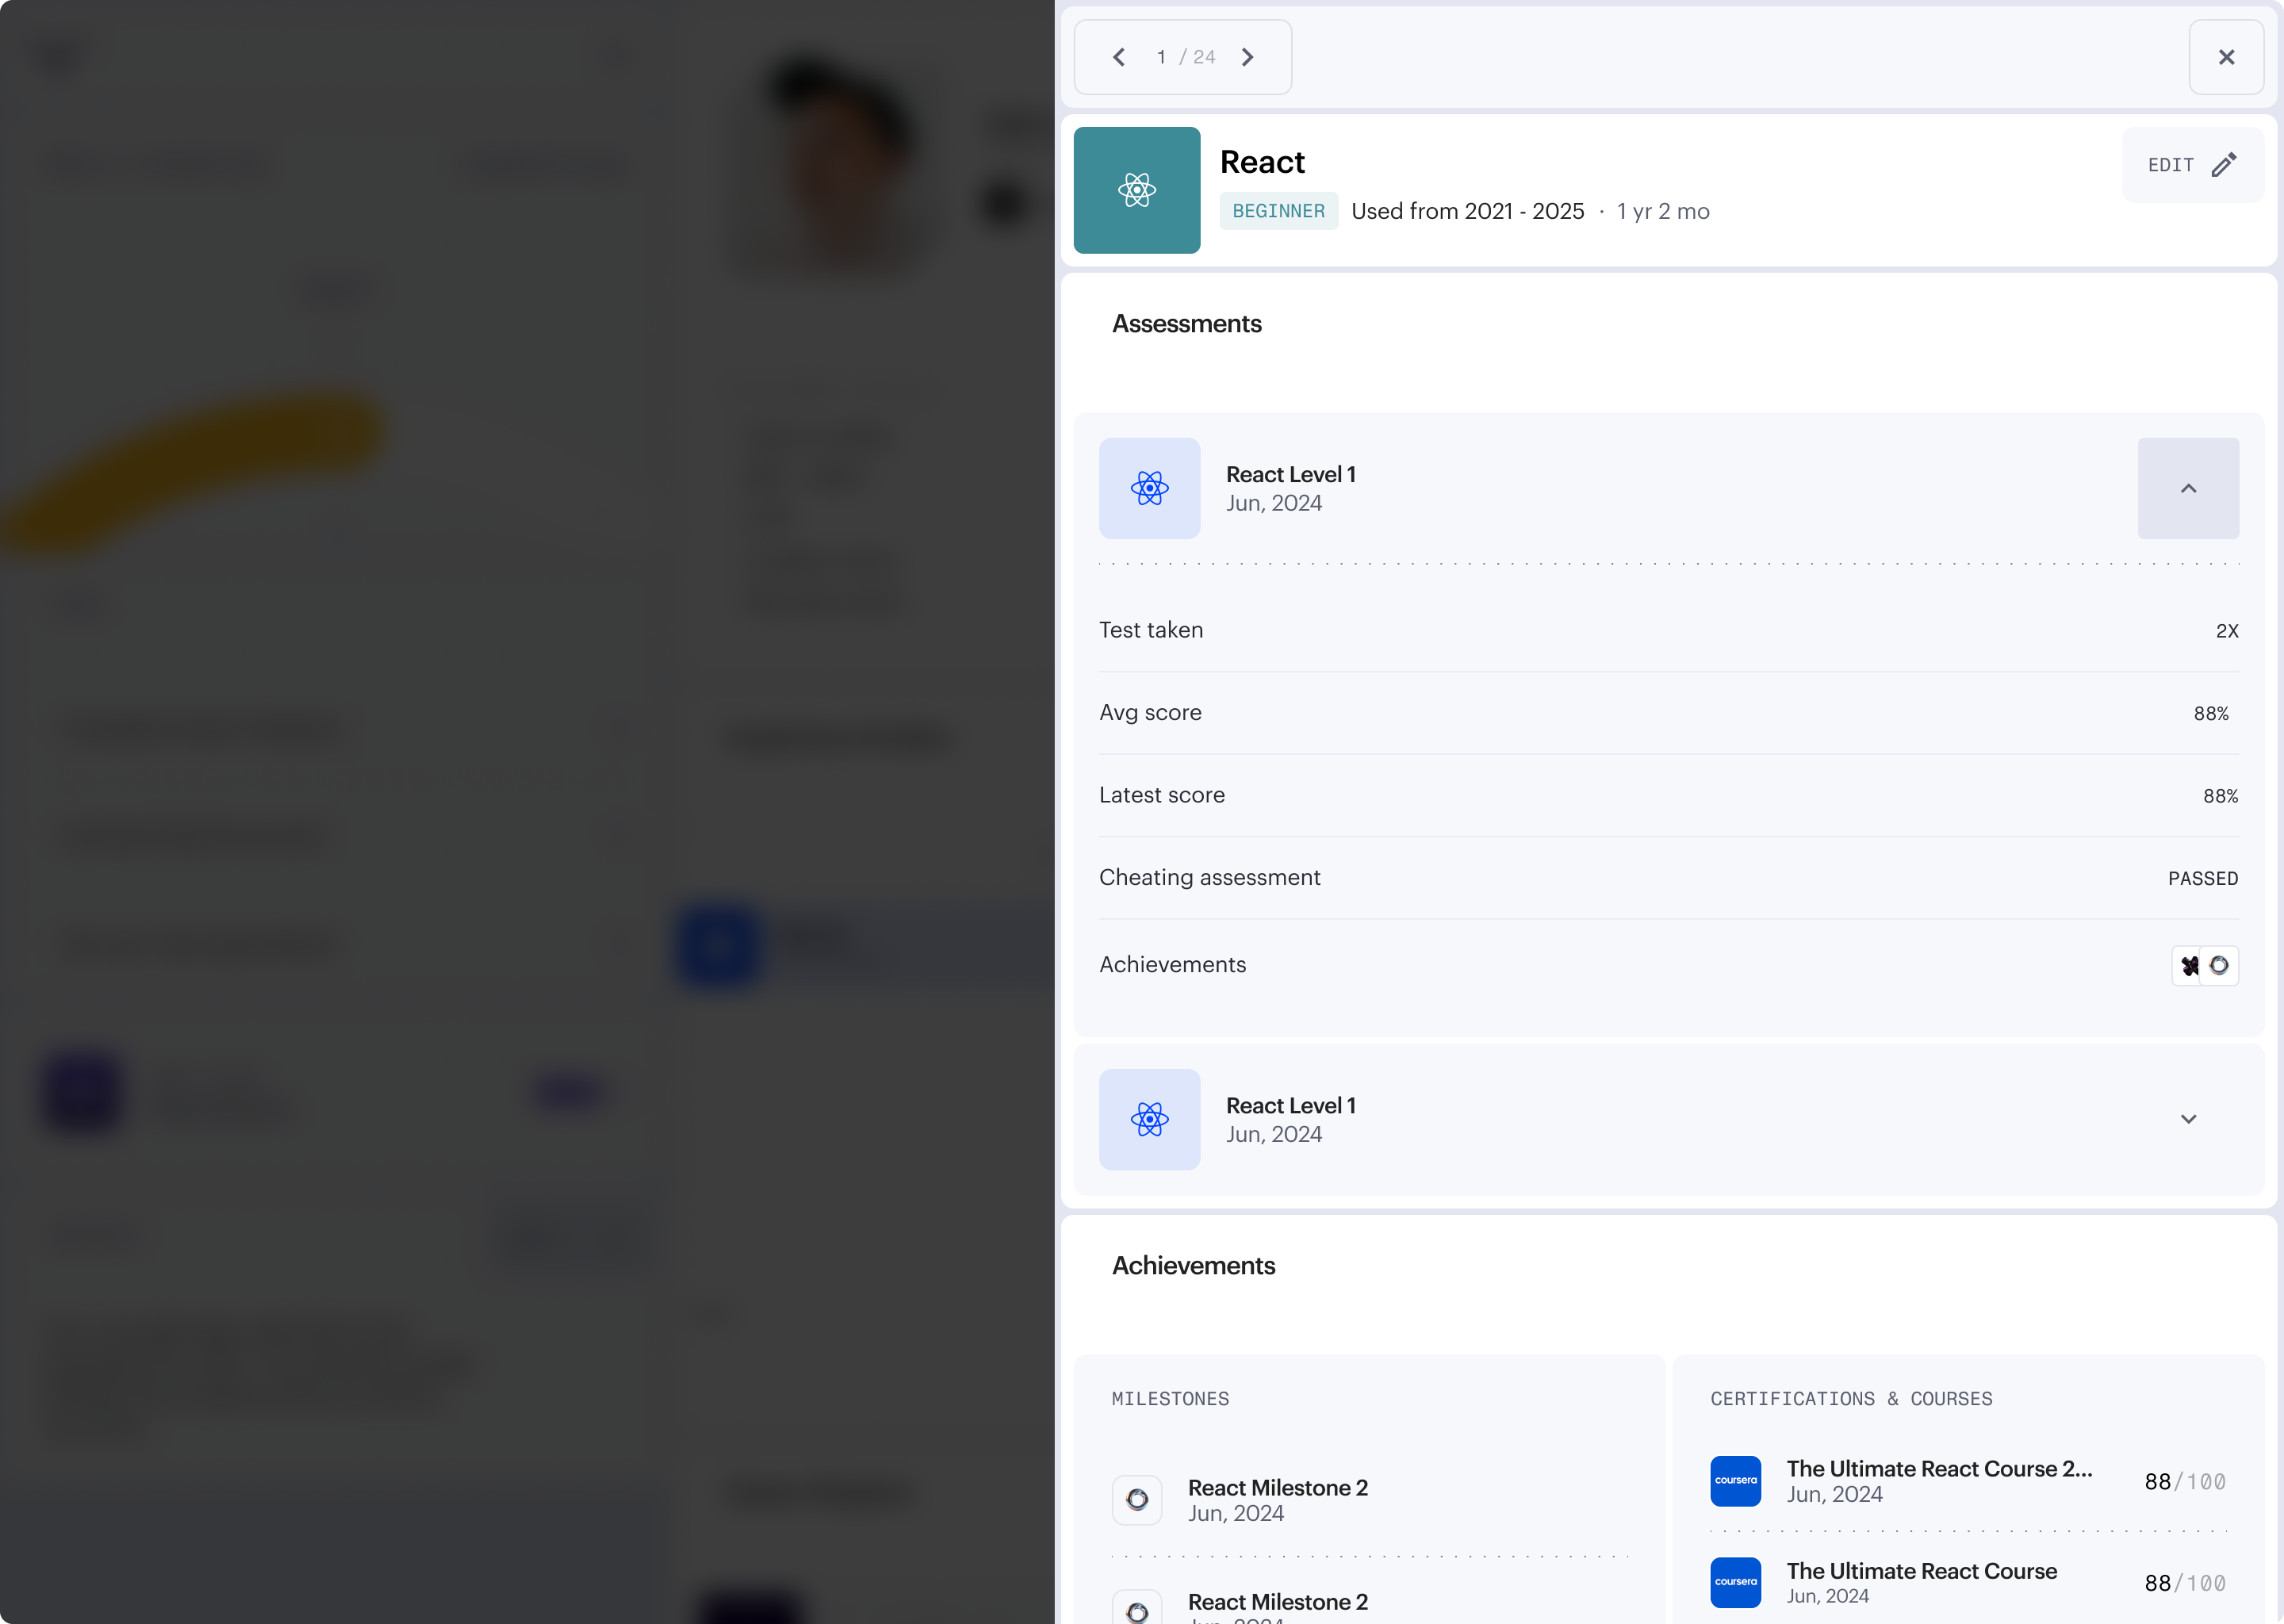 1 / 24
React
EDIT
BEGINNER Used from 2021 - 2025 · 1 yr 2 mo
Assessments
React Level 1
Jun, 2024
Test taken 2X
Avg score 88%
Latest score 88%
Cheating assessment PASSED
Achievements
React Level 1
Jun, 2024
Achievements
MILESTONES
React Milestone 2
Jun, 2024
React Milestone 2
CERTIFICATIONS & COURSES
coursera
The Ultimate React Course 2...
Jun, 2024
88/100
coursera
The Ultimate React Course
Jun, 2024
88/100